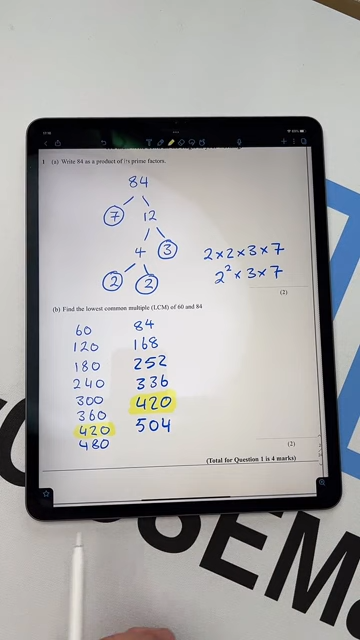 1 (a) Write 84 as a product of its prime factors.
84
7 12
4 3
2 2
2 × 2 × 3 × 7
2² × 3 × 7
(2)
(b) Find the lowest common multiple (LCM) of 60 and 84
60 84
120 168
180 252
240 336
300 420
360 504
420
480
(2)
(Total for Question 1 is 4 marks)